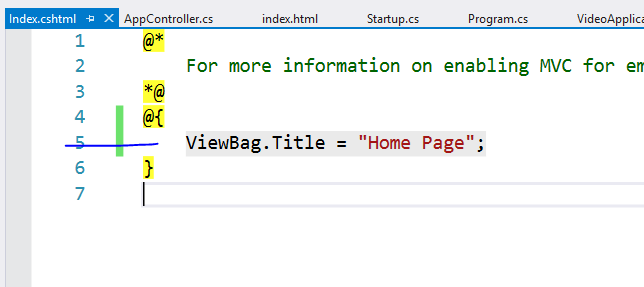 Index.cshtml AppController.cs index.html Startup.cs Program.cs VideoApplica
1 @*
2 For more information on enabling MVC for em
3 *@
4 @{
5 ViewBag.Title = "Home Page";
6 }
7